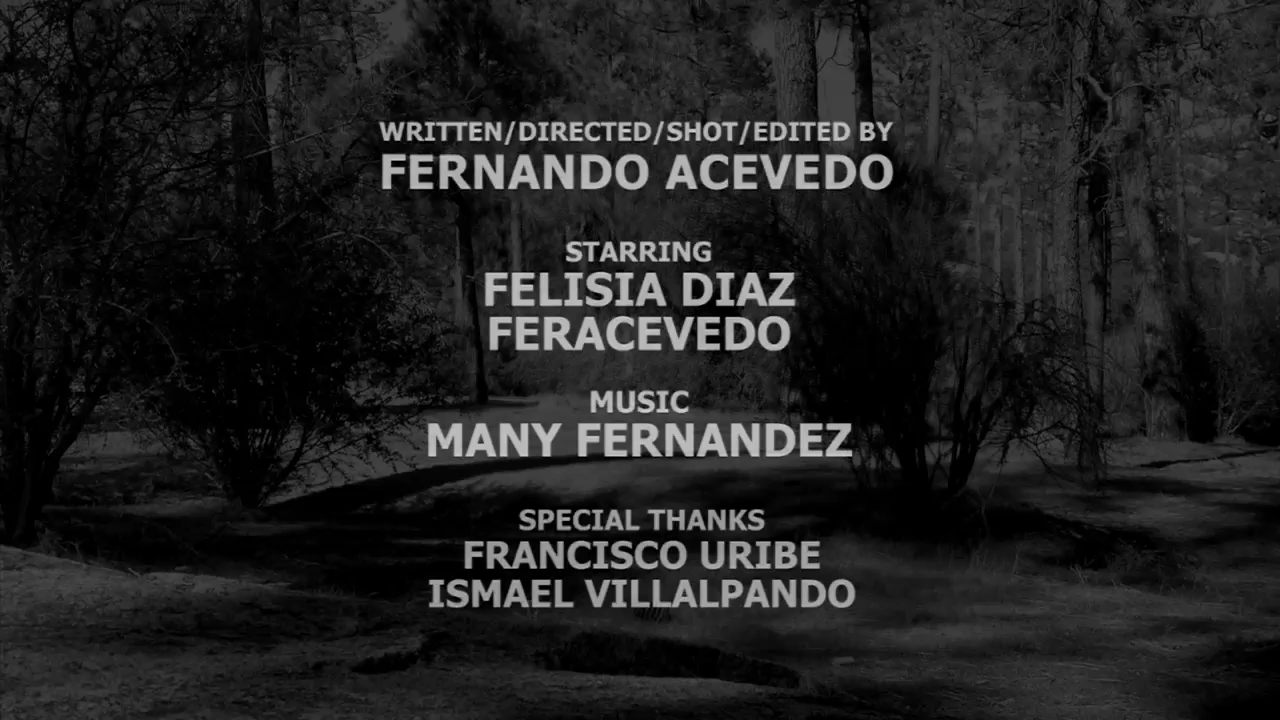 WRITTEN/DIRECTED/SHOT/EDITED BY
FERNANDO ACEVEDO
STARRING
FELISIA DIAZ
FERACEVEDO
MUSIC
MANY FERNANDEZ
SPECIAL THANKS
FRANCISCO URIBE
ISMAEL VILLALPANDO